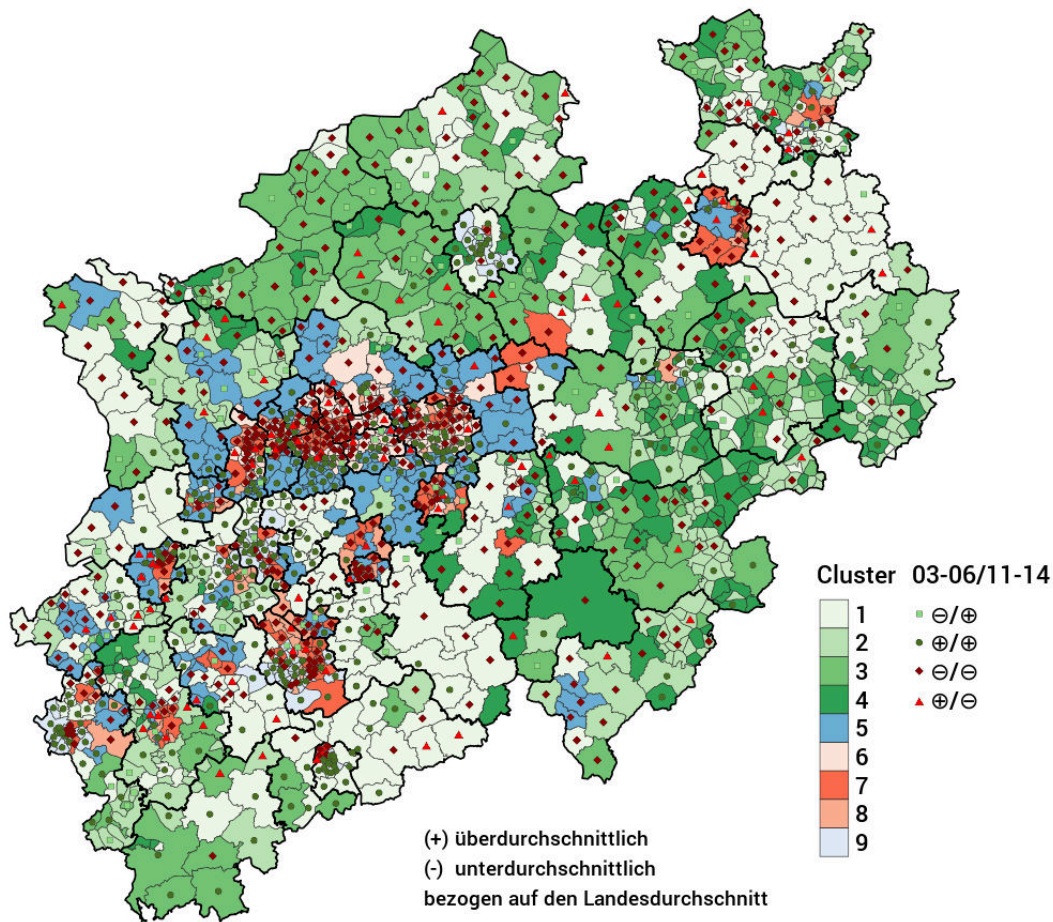 Cluster 03-06/11-14
1 ⊖/⊕
2 ⊕/⊕
3 ⊖/⊖
4 ⊕/⊖
5
6
7
8
9
(+) überdurchschnittlich
(-) unterdurchschnittlich
bezogen auf den Landesdurchschnitt